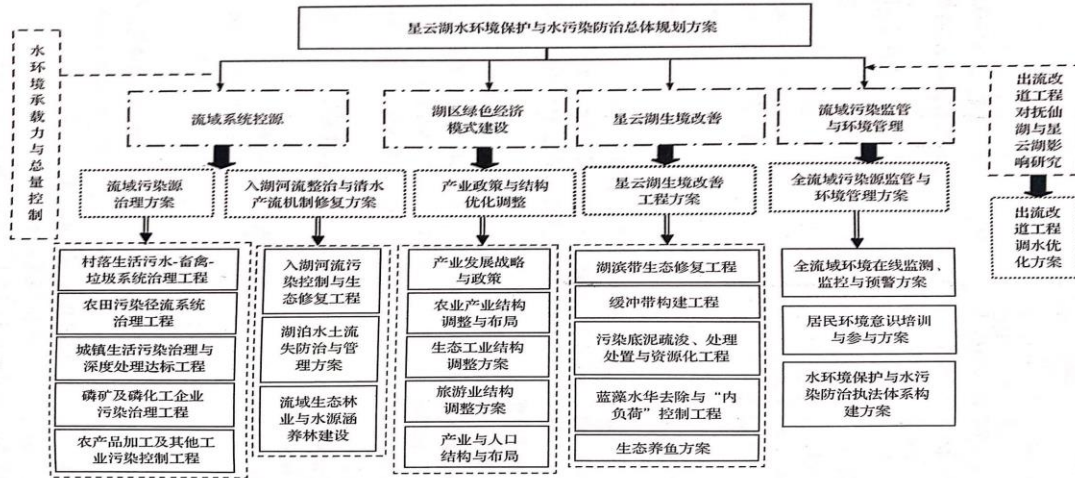 星云湖水环境保护与水污染防治总体规划方案
水环境承载力与总量控制
流域系统控源
湖区绿色经济
模式建设
星云湖生境改善
流域污染监管
与环境管理
出流改
道工程
对抚仙
湖与星
云湖影
响研究
流域污染源
治理方案
入湖河流整治与清水
产流机制修复方案
产业政策与结构
优化调整
星云湖生境改善
工程方案
全流域污染源监管与
环境管理方案
出流改
道工程
调水优
化方案
村落生活污水-畜禽-
垃圾系统治理工程
农田污染径流系统
治理工程
城镇生活污染治理与
深度处理达标工程
磷矿及磷化工企业
污染治理工程
农产品加工及其他工
业污染控制工程
入湖河流污
染控制与生
态修复工程
湖泊水土流
失防治与管
理方案
流域生态林
业与水源涵
养林建设
产业发展战略
与政策
农业产业结构
调整与布局
生态工业结构
调整方案
旅游业结构
调整方案
产业与人口
结构与布局
湖滨带生态修复工程
缓冲带构建工程
污染底泥疏浚、处理
处置与资源化工程
蓝藻水华去除与“内
负荷”控制工程
生态养鱼方案
全流域环境在线监测、
监控与预警方案
居民环境意识培训
与参与方案
水环境保护与水污
染防治执法体系构
建方案